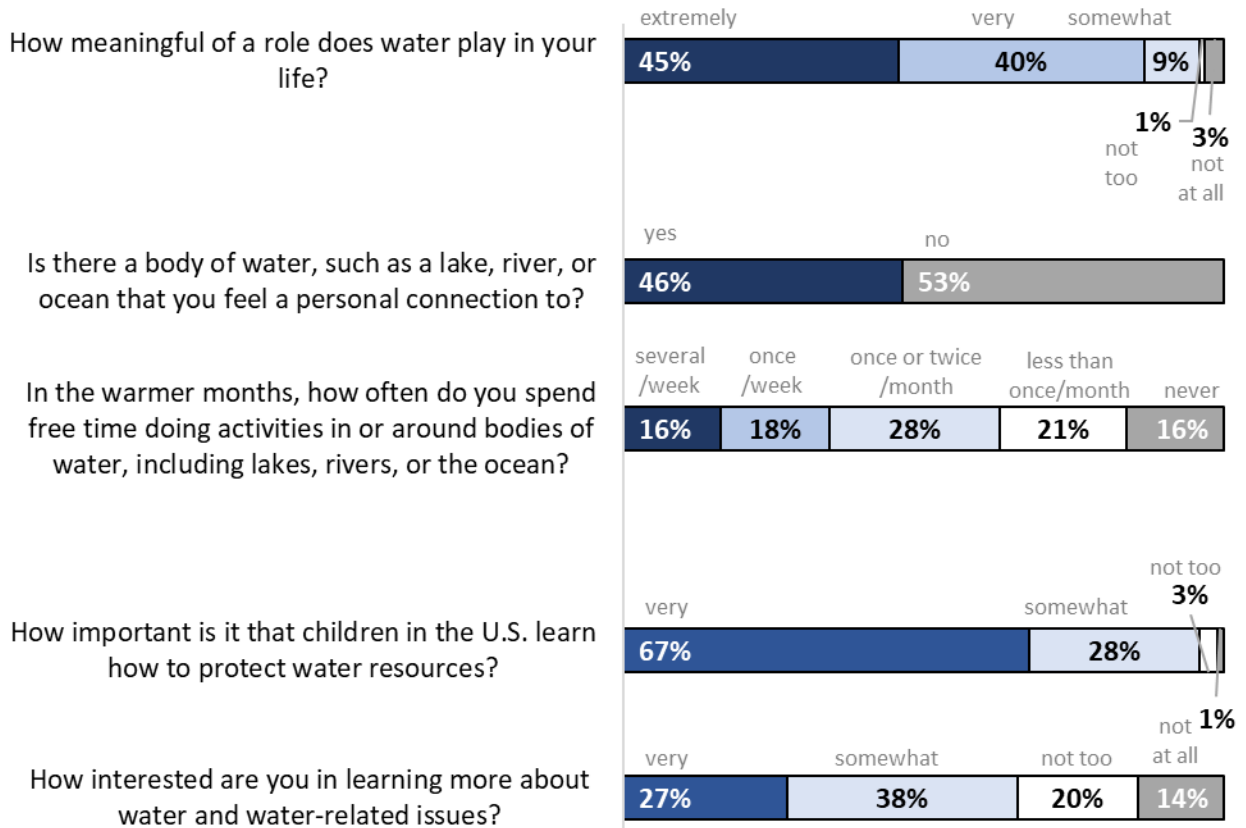 extremely very somewhat
How meaningful of a role does water play in your
life?
45% 40% 9%
1% 3%
not
too
not
at all
yes no
Is there a body of water, such as a lake, river, or
ocean that you feel a personal connection to?
46% 53%
several
/week
once
/week
once or twice
/month
less than
once/month
never
In the warmer months, how often do you spend
free time doing activities in or around bodies of
water, including lakes, rivers, or the ocean?
16% 18% 28% 21% 16%
not too
very somewhat 3%
How important is it that children in the U.S. learn
how to protect water resources?
67% 28%
1%
very somewhat not too not
at all
How interested are you in learning more about
water and water-related issues?
27% 38% 20% 14%